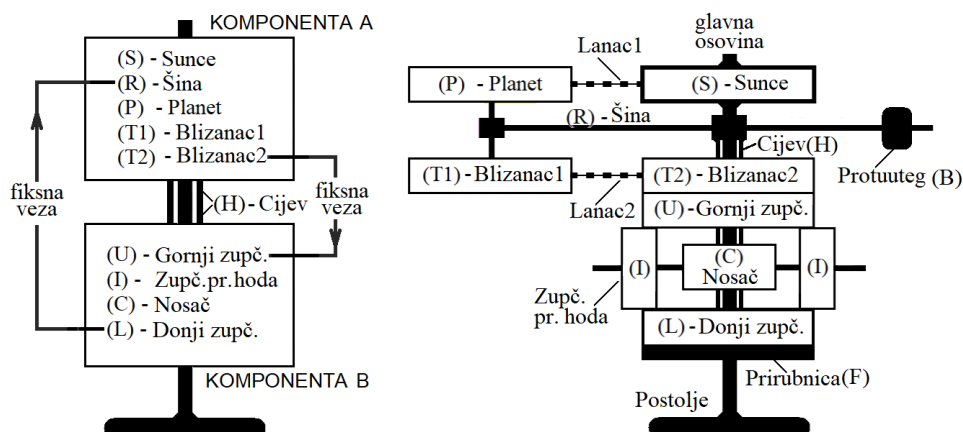 KOMPONENTA A
(S) - Sunce
(R) - Šina
(P) - Planet
(T1) - Blizanac1
(T2) - Blizanac2
fiksna
veza
fiksna
veza
(H) - Cijev
(U) - Gornji zupč.
(I) - Zupč.pr.hoda
(C) - Nosač
(L) - Donji zupč.
KOMPONENTA B
glavna
osovina
Lanac1
(P) - Planet
(S) - Sunce
(R) - Šina
Cijev(H)
Protuuteg (B)
(T1) - Blizanac1
(T2) - Blizanac2
Lanac2
(U) - Gornji zupč.
(I)
(C)
Nosač
(I)
Zupč.
pr. hoda
(L) - Donji zupč.
Prirubnica(F)
Postolje